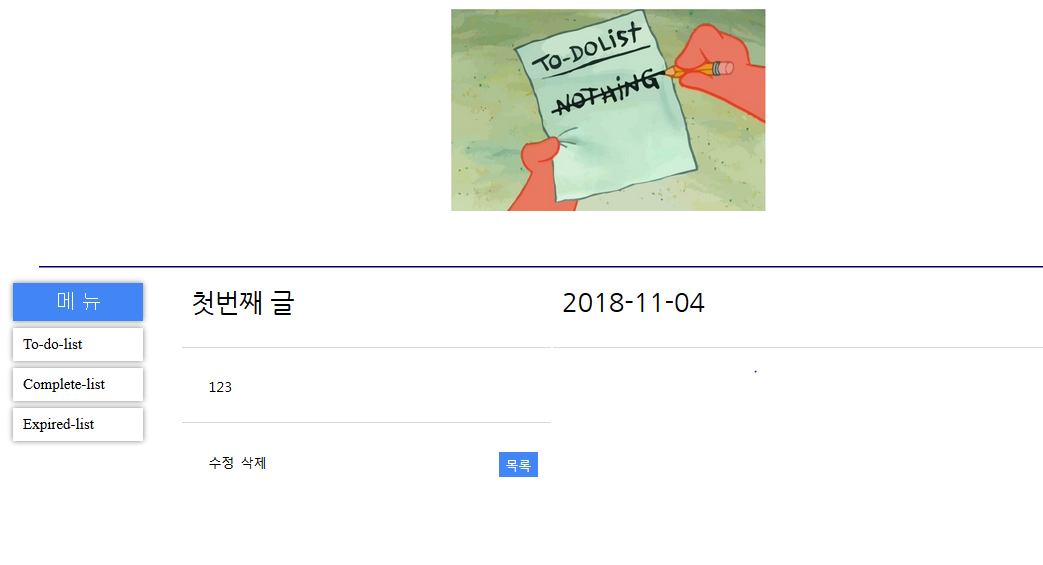 TO-DOLIST
NOTHING
메 뉴
To-do-list
Complete-list
Expired-list
첫번째 글 2018-11-04
123
수정 삭제 목록